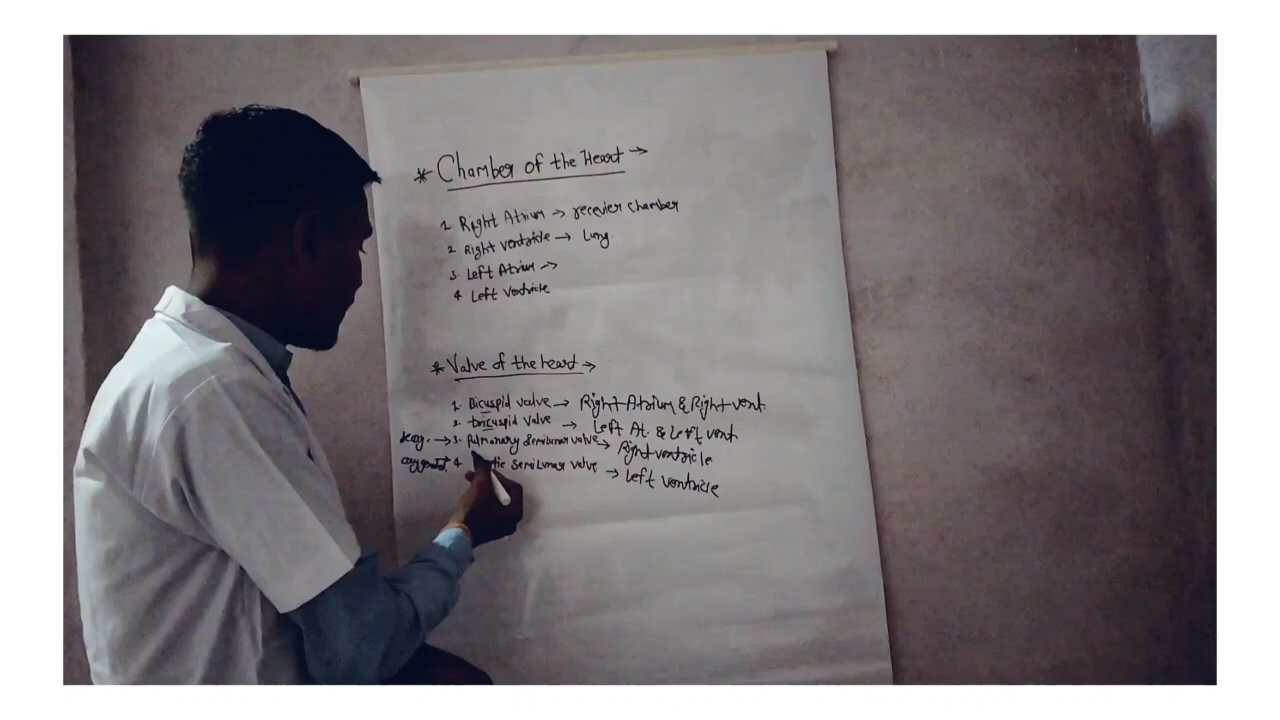 * Chamber of the Heart →
1. Right Atrium → recevier chamber
2. Right ventricle → Lung
3. Left Atrium →
4. Left Ventricle
* Valve of the heart →
1. Bicuspid valve → Right Atrium & Right vent.
2. tricuspid valve → Left At. & Left vent
→ 3. Pulmonary Semilunar valve → Right ventricle
4. Semilunar valve → Left ventricle